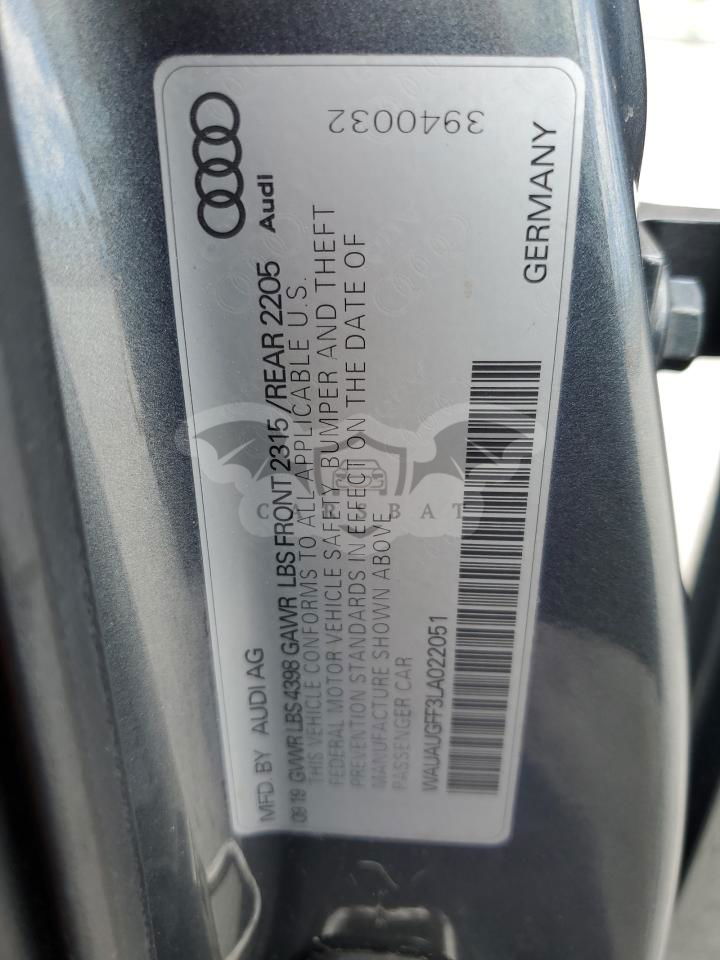 MFD. BY AUDI AG
Audi
09 19 GVWR LBS 4398 GAWR LBS FRONT 2315 /REAR 2205
THIS VEHICLE CONFORMS TO ALL APPLICABLE U.S.
FEDERAL MOTOR VEHICLE SAFETY, BUMPER AND THEFT
PREVENTION STANDARDS IN EFFECT ON THE DATE OF
MANUFACTURE SHOWN ABOVE
PASSENGER CAR
WAUAUGFF3LA022051
GERMANY
3940032
CARSBAT